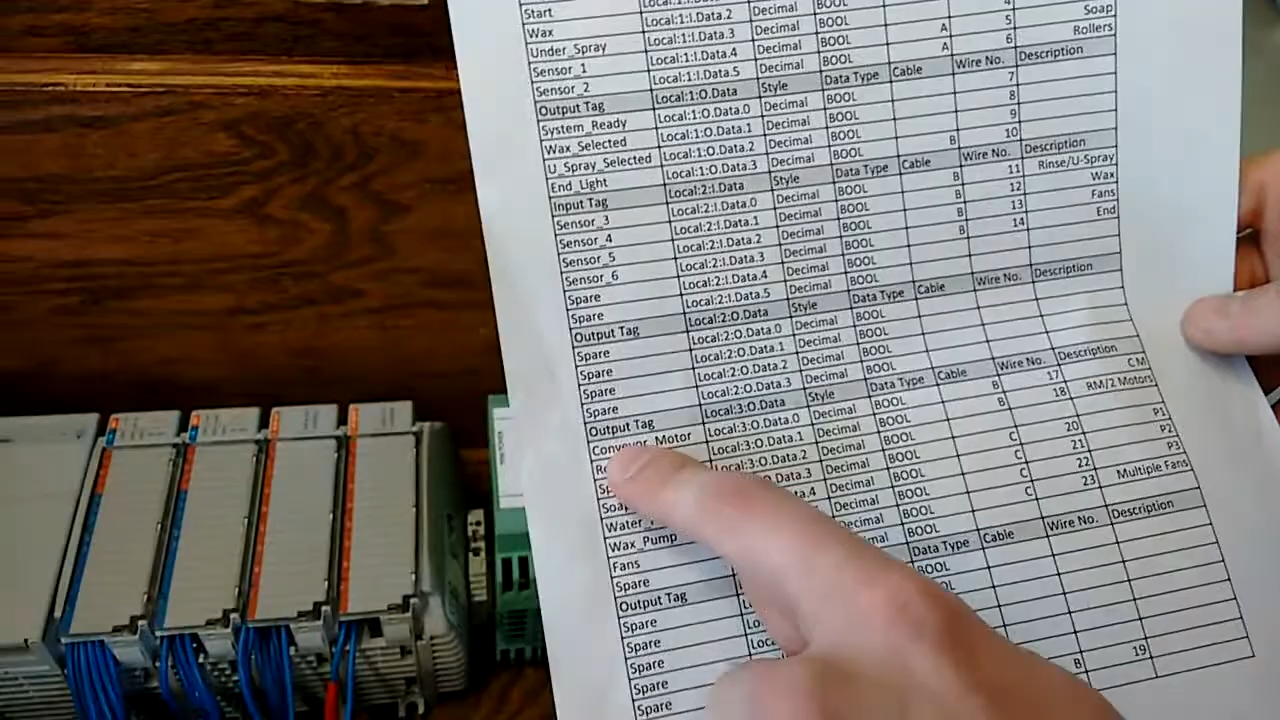 Start
Wax Local:1:I.Data.2 Decimal BOOL
Under_Spray Local:1:I.Data.3 Decimal BOOL 4
Sensor_1 Local:1:I.Data.4 Decimal BOOL A 5 Soap
Sensor_2 Local:1:I.Data.5 Decimal BOOL A 6 Rollers
Output Tag Local:1:O.Data Style Data Type Cable Wire No. Description
System_Ready Local:1:O.Data.0 Decimal BOOL 7
Wax_Selected Local:1:O.Data.1 Decimal BOOL 8
U_Spray_Selected Local:1:O.Data.2 Decimal BOOL 9
End_Light Local:1:O.Data.3 Decimal BOOL B 10
Input Tag Local:2:I.Data Style Data Type Cable Wire No. Description
Sensor_3 Local:2:I.Data.0 Decimal BOOL B 11 Rinse/U-Spray
Sensor_4 Local:2:I.Data.1 Decimal BOOL B 12 Wax
Sensor_5 Local:2:I.Data.2 Decimal BOOL B 13 Fans
Sensor_6 Local:2:I.Data.3 Decimal BOOL B 14 End
Spare Local:2:I.Data.4 Decimal BOOL
Spare Local:2:I.Data.5 Decimal BOOL
Output Tag Local:2:O.Data Style Data Type Cable Wire No. Description
Spare Local:2:O.Data.0 Decimal BOOL
Spare Local:2:O.Data.1 Decimal BOOL
Spare Local:2:O.Data.2 Decimal BOOL
Spare Local:2:O.Data.3 Decimal BOOL
Output Tag Local:3:O.Data Style Data Type Cable Wire No. Description
Conveyor_Motor Local:3:O.Data.0 Decimal BOOL B 17 CM
Local:3:O.Data.1 Decimal BOOL B 18 RM/2 Motors
Local:3:O.Data.2 Decimal BOOL
Decimal BOOL C 20 P1
Decimal BOOL C 21 P2
Wax_Pump BOOL C 22 P3
Fans BOOL C 23 Multiple Fans
Spare BOOL
Output Tag Data Type Cable Wire No. Description
Spare BOOL
Spare
Spare
Spare
Spare B 19